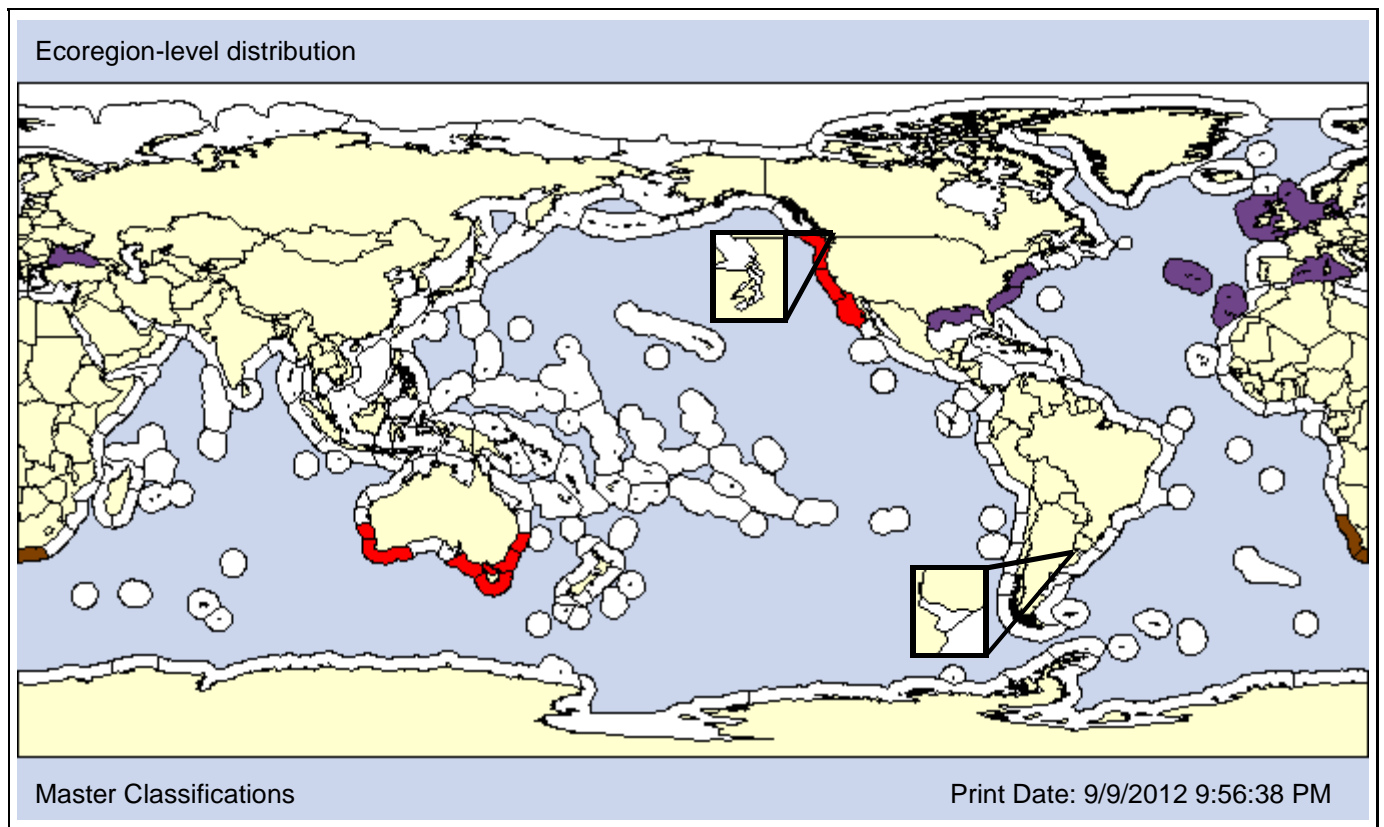 Ecoregion-level distribution
Master Classifications
Print Date: 9/9/2012 9:56:38 PM